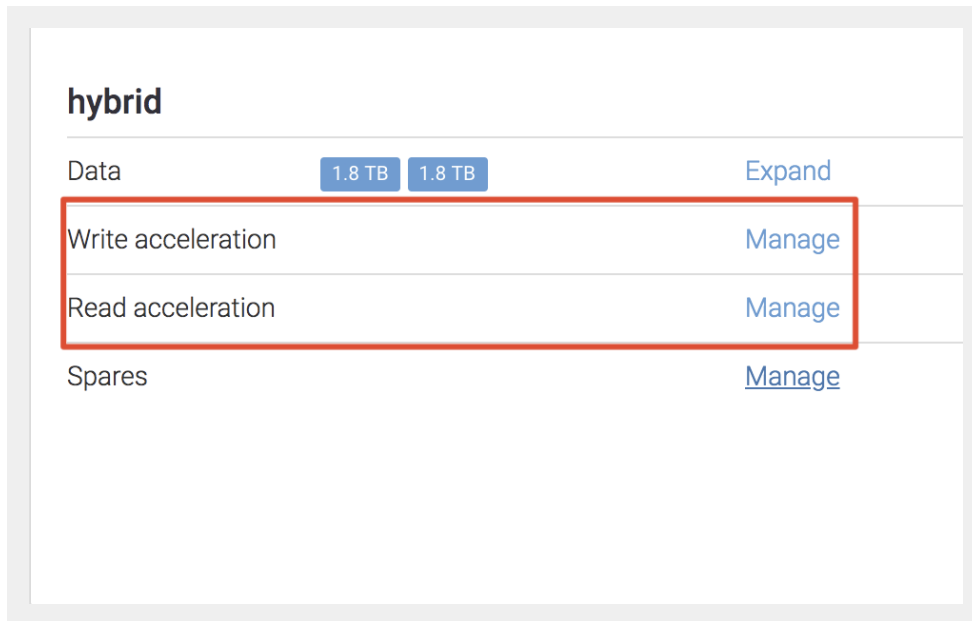 hybrid
Data 1.8 TB 1.8 TB Expand
Write acceleration Manage
Read acceleration Manage
Spares Manage